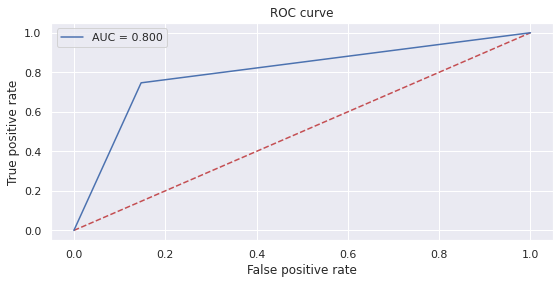 ROC curve
AUC = 0.800
True positive rate
1.0
0.8
0.6
0.4
0.2
0.0
0.0 0.2 0.4 0.6 0.8 1.0
False positive rate